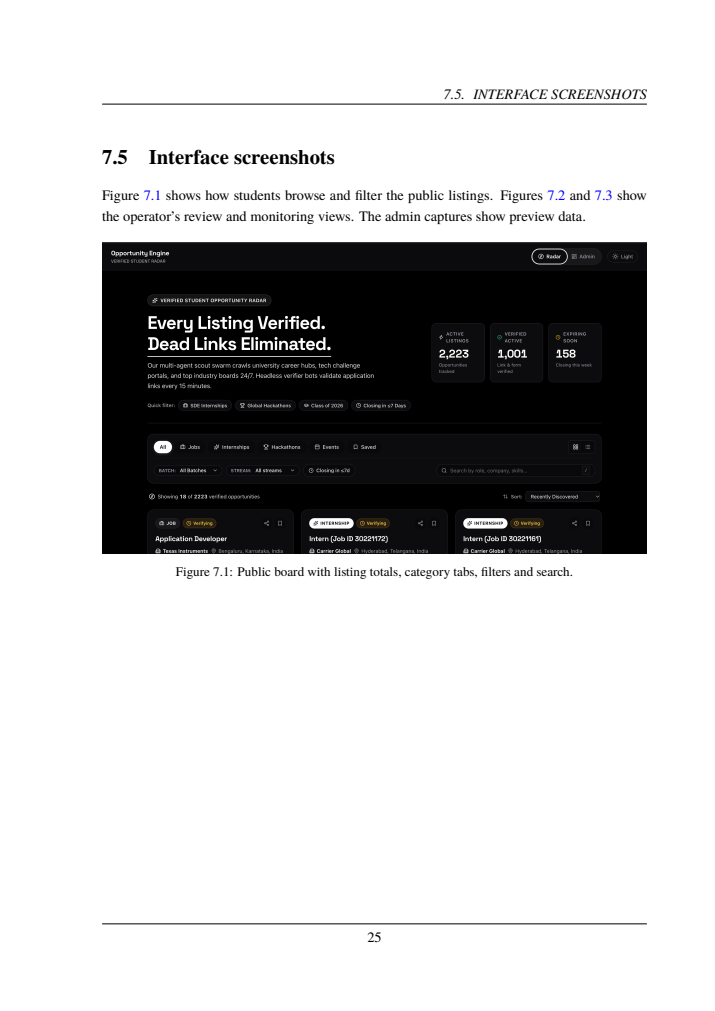 7.5. INTERFACE SCREENSHOTS
7.5 Interface screenshots
Figure 7.1 shows how students browse and filter the public listings. Figures 7.2 and 7.3 show
the operator's review and monitoring views. The admin captures show preview data.
Opportunity Engine
VERIFIED STUDENT RADAR
Radar
Admin
Light
VERIFIED STUDENT OPPORTUNITY RADAR
Every Listing Verified.
Dead Links Eliminated.
Our multi-agent scout swarm crawls university career hubs, tech challenge
portals, and top industry boards 24/7. Headless verifier bots validate application
links every 15 minutes.
ACTIVE
LISTINGS
2,223
Opportunities
tracked
VERIFIED
ACTIVE
1,001
Link & form
verified
EXPIRING
SOON
158
Closing this week
Quick filter: SDE Internships Global Hackathons Class of 2026 Closing in ≤7 Days
All Jobs Internships Hackathons Events Saved
BATCH: All Batches STREAM: All streams Closing in ≤7d Search by role, company, skills... /
Showing 18 of 2223 verified opportunities Sort: Recently Discovered
JOB Verifying
Application Developer
Texas Instruments Bengaluru, Karnataka, India
INTERNSHIP Verifying
Intern (Job ID 30221172)
Carrier Global Hyderabad, Telangana, India
INTERNSHIP Verifying
Intern (Job ID 30221161)
Carrier Global Hyderabad, Telangana, India
Figure 7.1: Public board with listing totals, category tabs, filters and search.
25